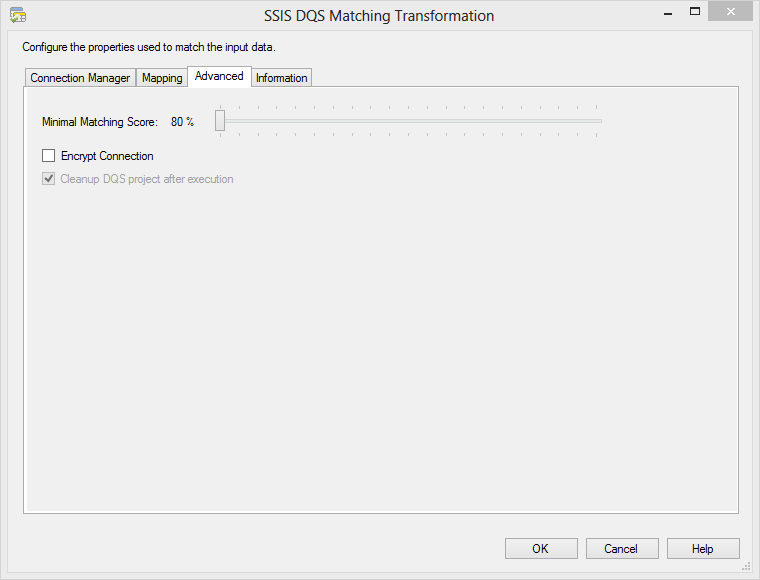 SSIS DQS Matching Transformation
Configure the properties used to match the input data.
Connection Manager Mapping Advanced Information
Minimal Matching Score: 80 %
Encrypt Connection
Cleanup DQS project after execution
OK Cancel Help